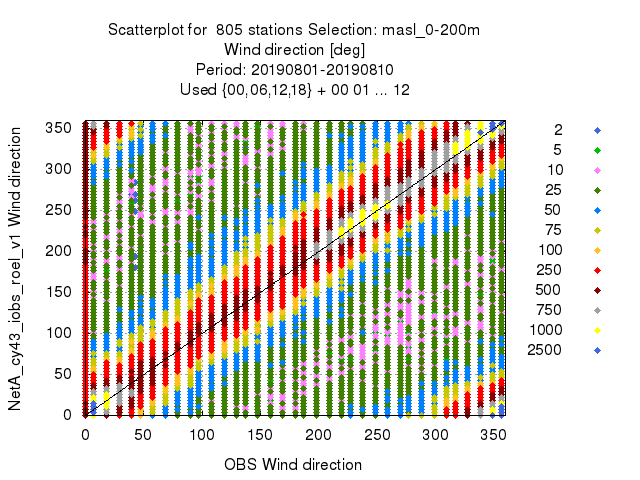 Scatterplot for 805 stations Selection: masl_0-200m
Wind direction [deg]
Period: 20190801-20190810
Used {00,06,12,18} + 00 01 ... 12
NetA_cy43_iobs_roel_v1 Wind direction
350
300
250
200
150
100
50
0
0 50 100 150 200 250 300 350
OBS Wind direction
2
5
10
25
50
75
100
250
500
750
1000
2500